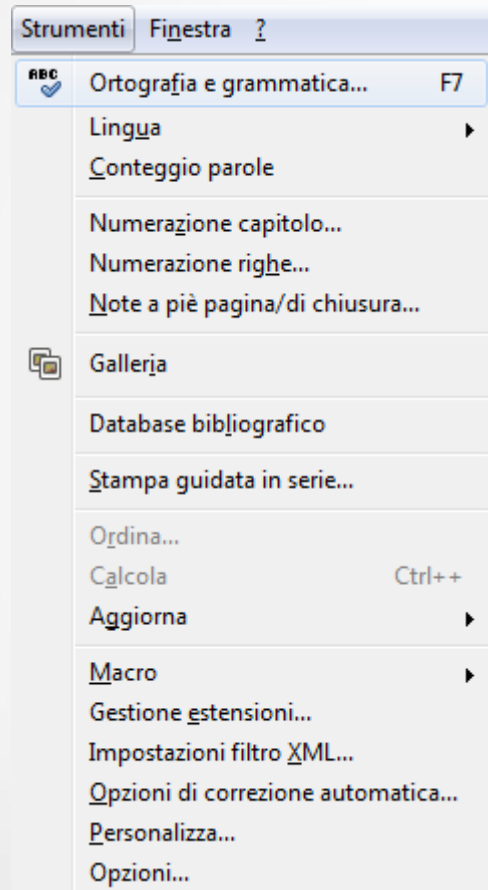 Strumenti Finestra ?
ABC
Ortografia e grammatica... F7
Lingua
Conteggio parole
Numerazione capitolo...
Numerazione righe...
Note a piè pagina/di chiusura...
Galleria
Database bibliografico
Stampa guidata in serie...
Ordina...
Calcola Ctrl++
Aggiorna
Macro
Gestione estensioni...
Impostazioni filtro XML...
Opzioni di correzione automatica...
Personalizza...
Opzioni...